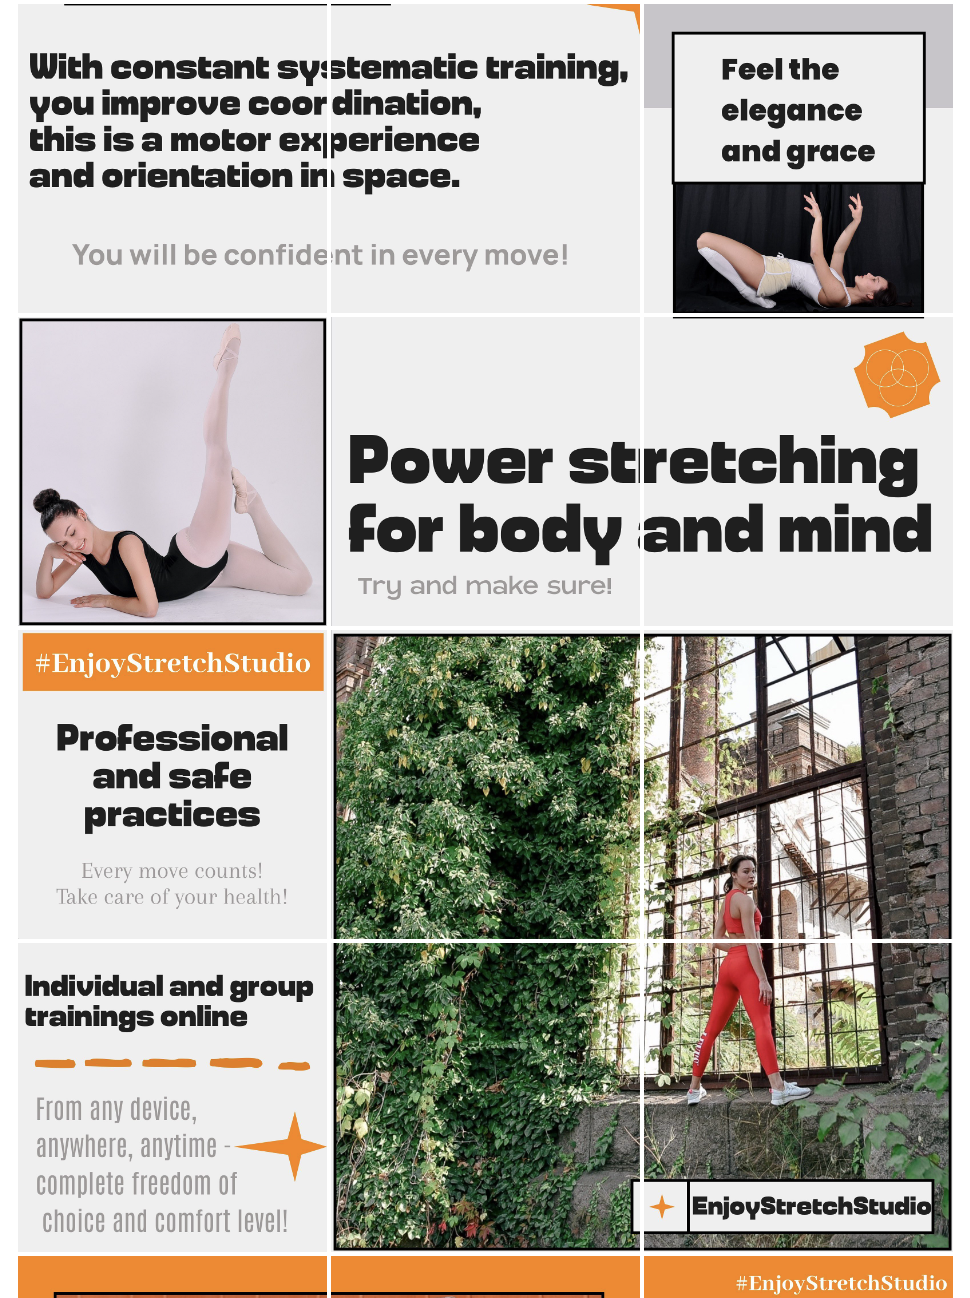 With constant systematic training,
you improve coordination,
this is a motor experience
and orientation in space.
You will be confident in every move!
Feel the
elegance
and grace
Power stretching
for body and mind
Try and make sure!
#EnjoyStretchStudio
Professional
and safe
practices
Every move counts!
Take care of your health!
Individual and group
trainings online
From any device,
anywhere, anytime -
complete freedom of
choice and comfort level!
EnjoyStretchStudio
#EnjoyStretchStudio